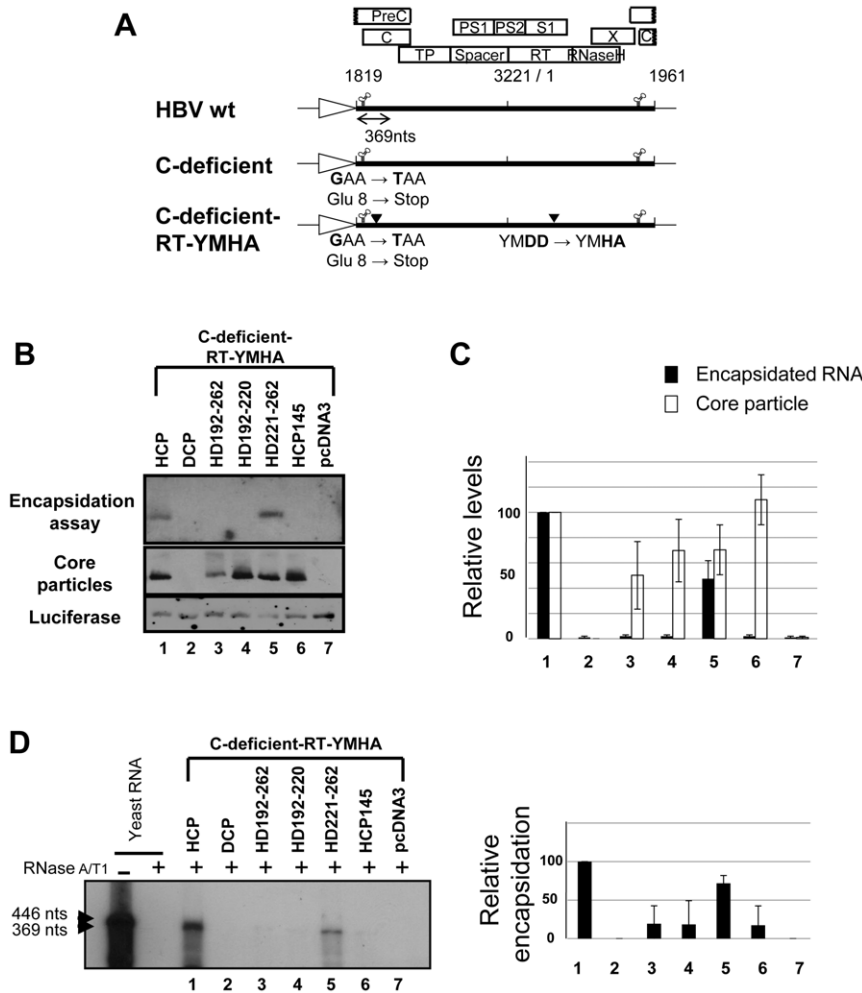 A
PreC
C
PS1 PS2 S1
X
C
TP Spacer RT RNaseH
1819 3221 / 1 1961
HBV wt
369nts
C-deficient
GAA → TAA
Glu 8 → Stop
C-deficient-
RT-YMHA
GAA → TAA YMDD → YMHA
Glu 8 → Stop
B
C-deficient-
RT-YMHA
HCP DCP HD192-262 HD192-220 HD221-262 HCP145 pcDNA3
Encapsidation
assay
Core
particles
Luciferase
1 2 3 4 5 6 7
C
Encapsidated RNA
Core particle
Relative levels
100
50
0
1 2 3 4 5 6 7
D
C-deficient-RT-YMHA
Yeast RNA HCP DCP HD192-262 HD192-220 HD221-262 HCP145 pcDNA3
RNase A/T1 − + + + + + + + +
446 nts
369 nts
1 2 3 4 5 6 7
Relative
encapsidation
100
50
0
1 2 3 4 5 6 7